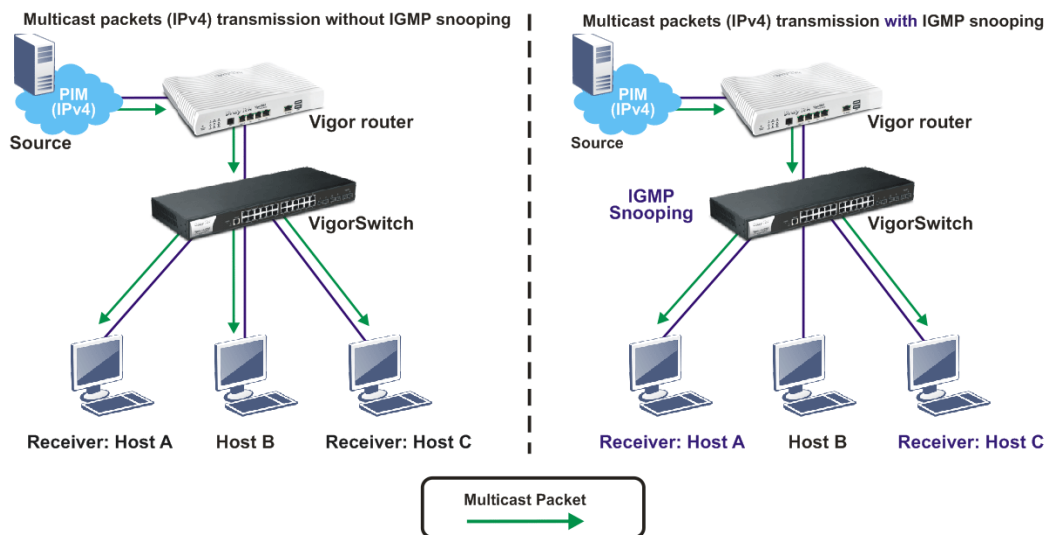 Multicast packets (IPv4) transmission without IGMP snooping
PIM
(IPv4)
Source
Vigor router
VigorSwitch
Receiver: Host A
Host B
Receiver: Host C
Multicast packets (IPv4) transmission with IGMP snooping
PIM
(IPv4)
Source
Vigor router
IGMP
Snooping
VigorSwitch
Receiver: Host A
Host B
Receiver: Host C
Multicast Packet